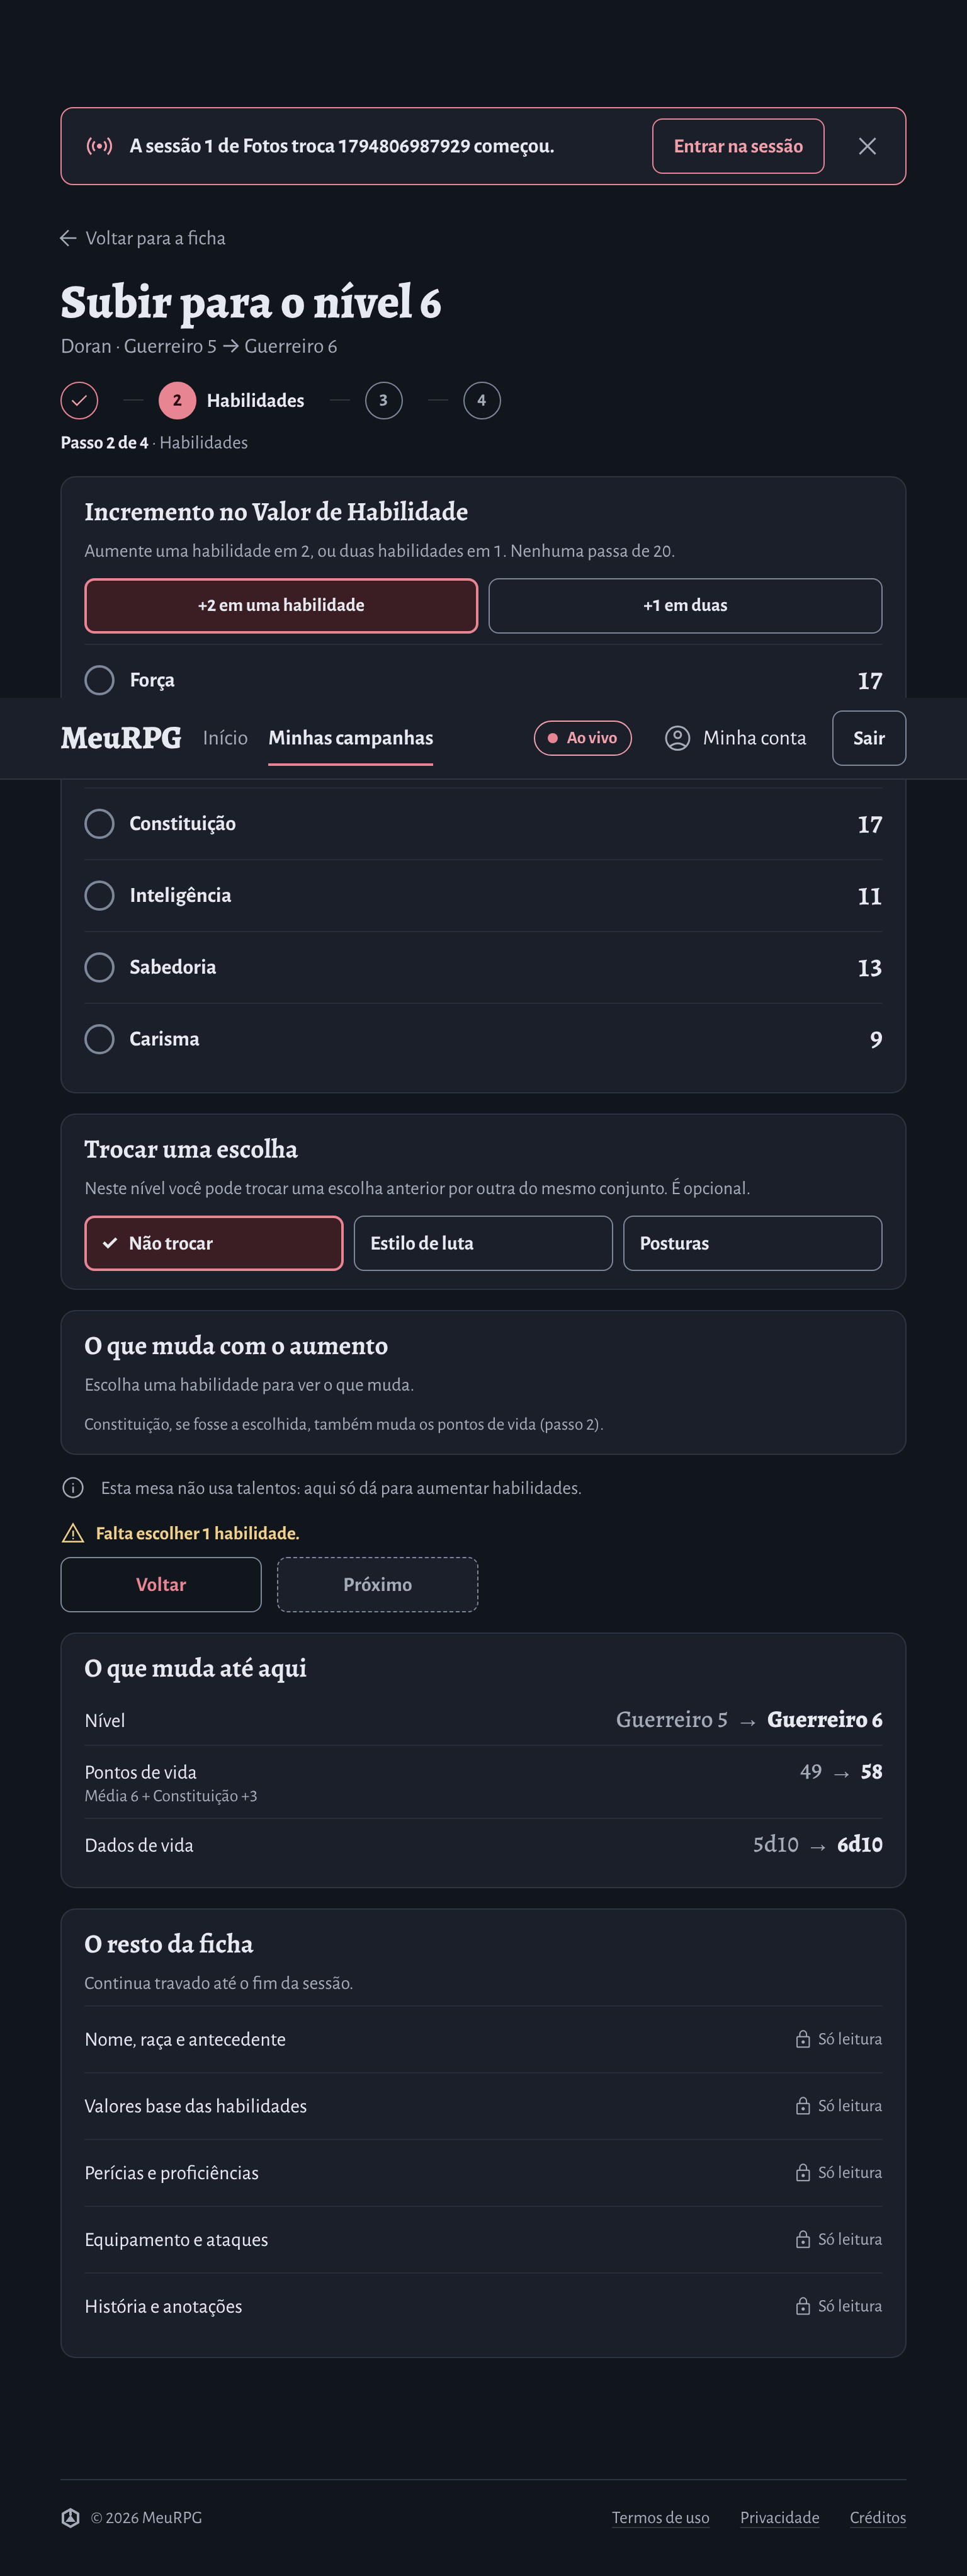 A sessão 1 de Fotos troca 1794806987929 começou.
Entrar na sessão
Voltar para a ficha
Subir para o nível 6
Doran · Guerreiro 5 → Guerreiro 6
2 Habilidades 3 4
Passo 2 de 4 · Habilidades
Incremento no Valor de Habilidade
Aumente uma habilidade em 2, ou duas habilidades em 1. Nenhuma passa de 20.
+2 em uma habilidade
+1 em duas
Força 17
MeuRPG Início Minhas campanhas Ao vivo Minha conta Sair
Constituição 17
Inteligência 11
Sabedoria 13
Carisma 9
Trocar uma escolha
Neste nível você pode trocar uma escolha anterior por outra do mesmo conjunto. É opcional.
Não trocar
Estilo de luta
Posturas
O que muda com o aumento
Escolha uma habilidade para ver o que muda.
Constituição, se fosse a escolhida, também muda os pontos de vida (passo 2).
Esta mesa não usa talentos: aqui só dá para aumentar habilidades.
Falta escolher 1 habilidade.
Voltar
Próximo
O que muda até aqui
Nível Guerreiro 5 → Guerreiro 6
Pontos de vida 49 → 58
Média 6 + Constituição +3
Dados de vida 5d10 → 6d10
O resto da ficha
Continua travado até o fim da sessão.
Nome, raça e antecedente Só leitura
Valores base das habilidades Só leitura
Perícias e proficiências Só leitura
Equipamento e ataques Só leitura
História e anotações Só leitura
© 2026 MeuRPG
Termos de uso Privacidade Créditos